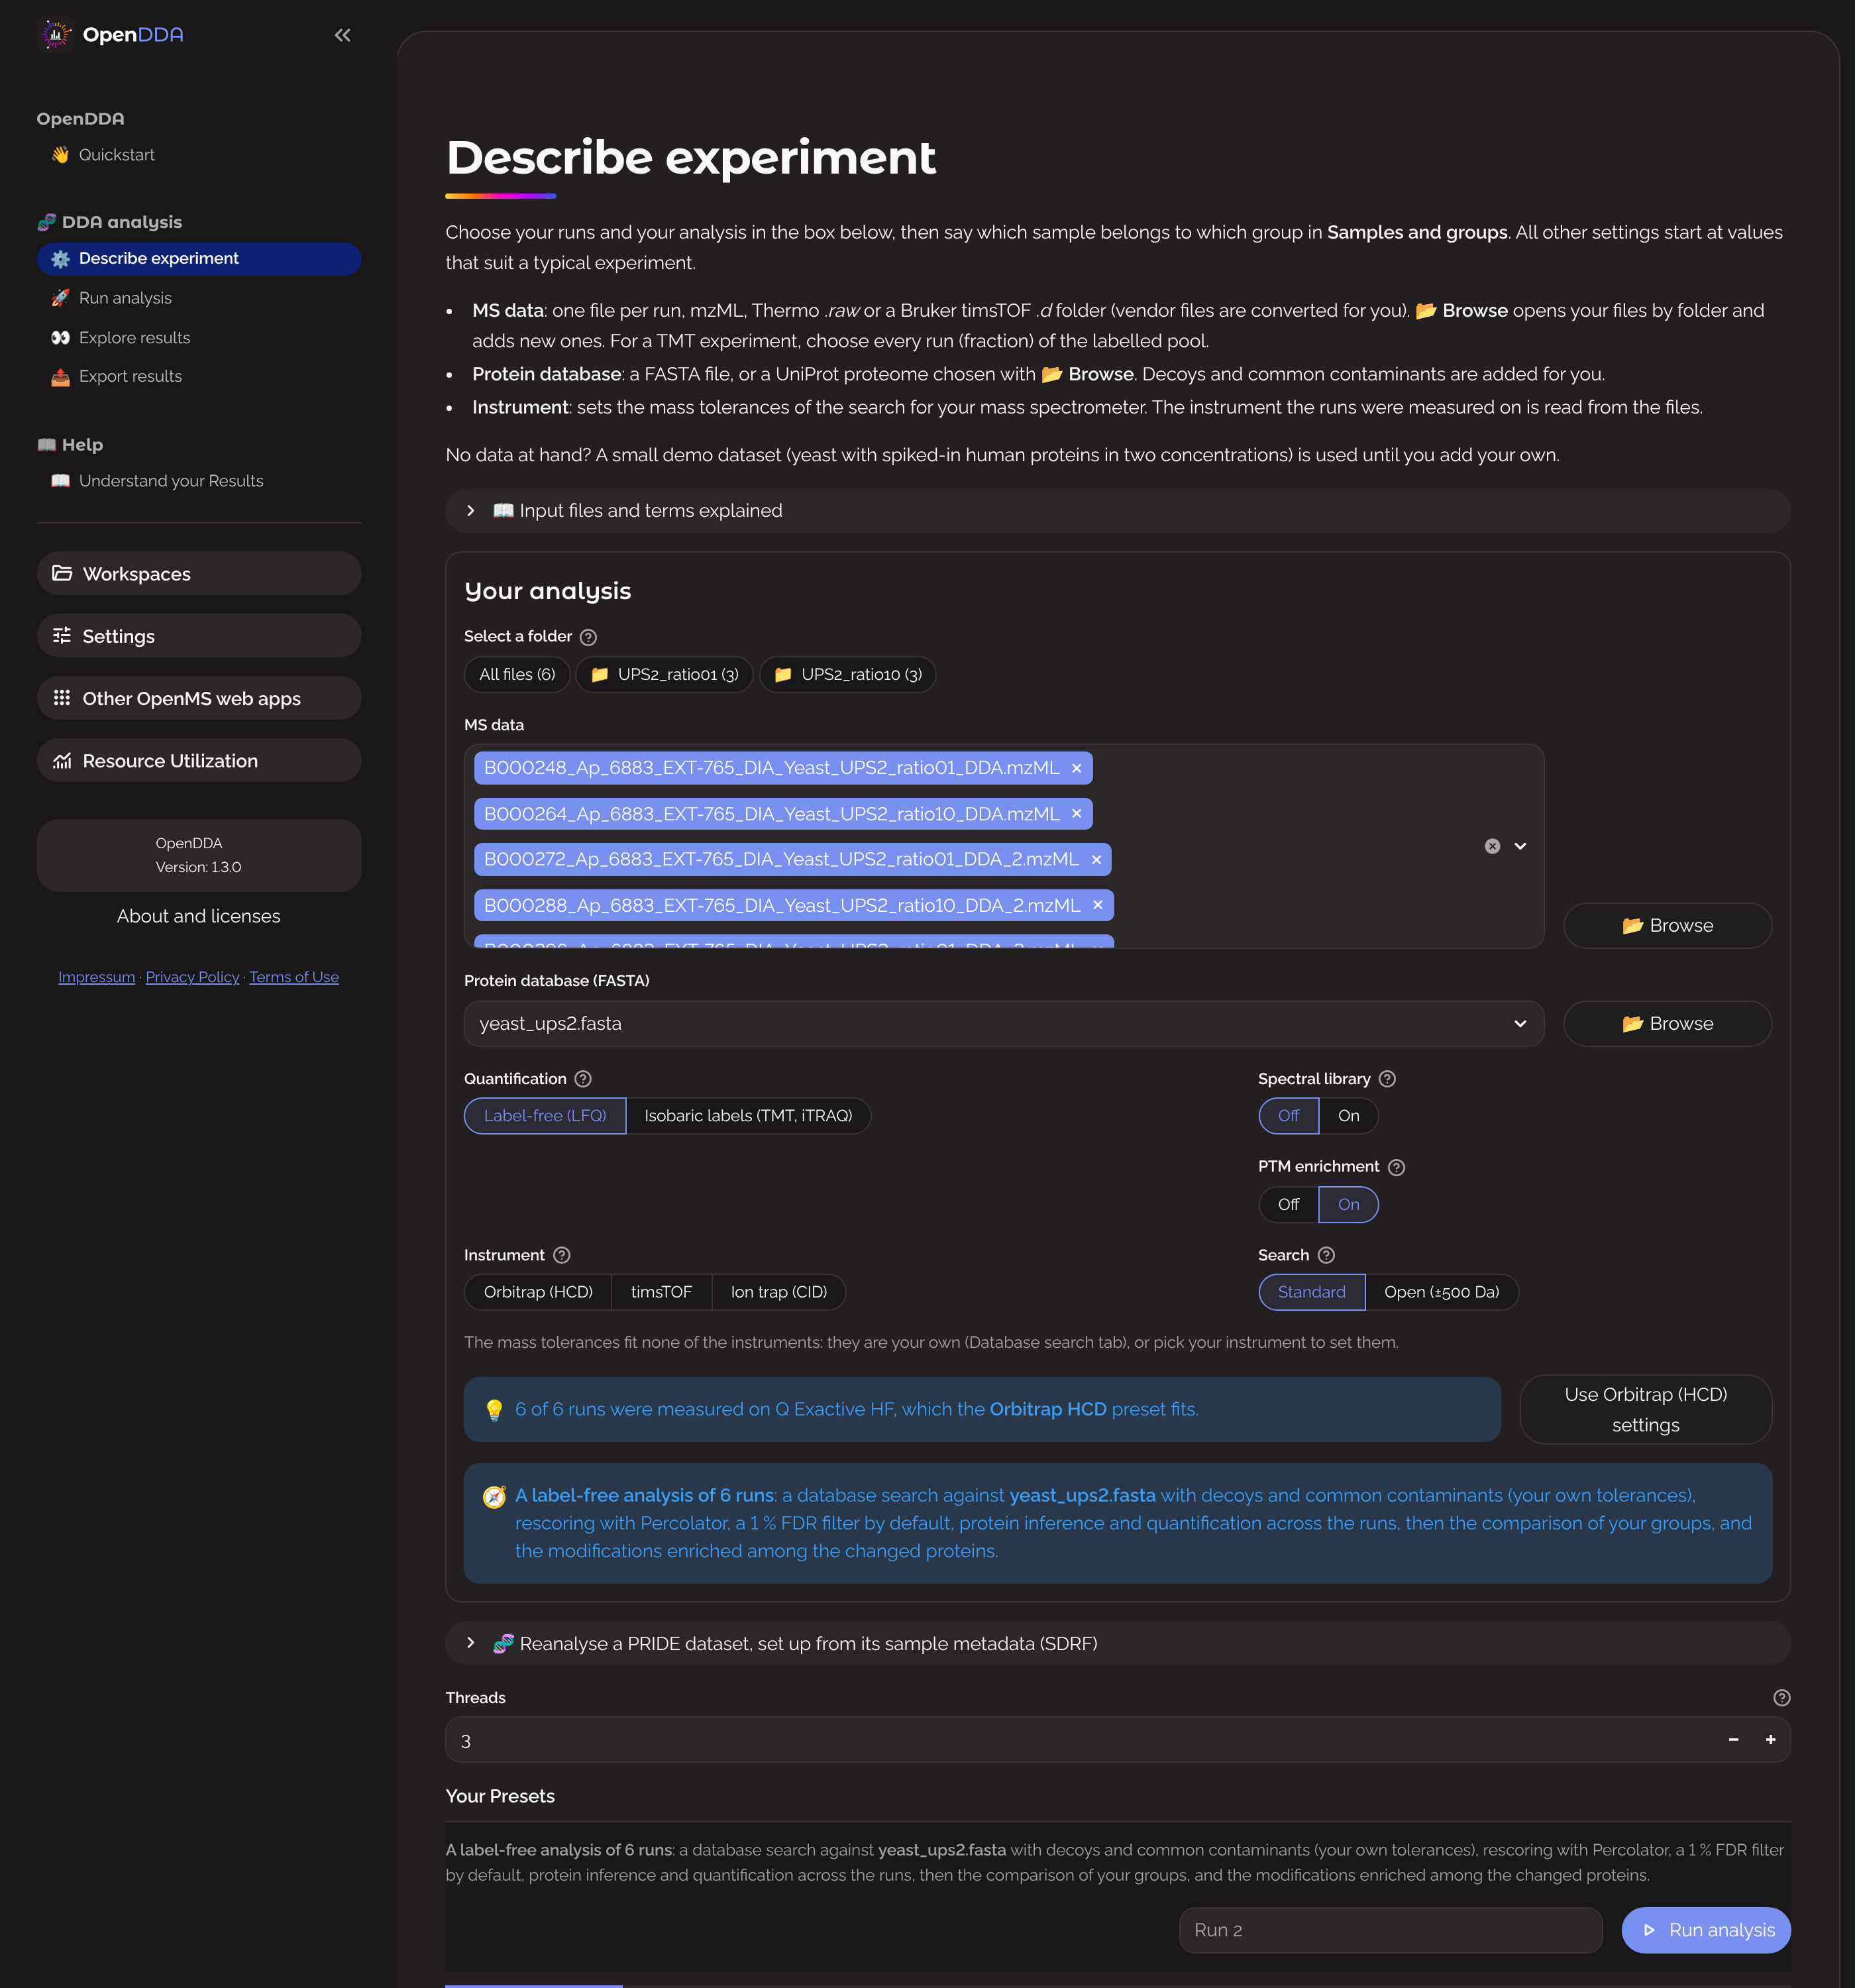 OpenDDA
OpenDDA
Quickstart
DDA analysis
Describe experiment
Run analysis
Explore results
Export results
Help
Understand your Results
Workspaces
Settings
Other OpenMS web apps
Resource Utilization
OpenDDA
Version: 1.3.0
About and licenses
Impressum · Privacy Policy · Terms of Use
Describe experiment
Choose your runs and your analysis in the box below, then say which sample belongs to which group in Samples and groups. All other settings start at values
that suit a typical experiment.
• MS data: one file per run, mzML, Thermo .raw or a Bruker timsTOF .d folder (vendor files are converted for you). Browse opens your files by folder and
adds new ones. For a TMT experiment, choose every run (fraction) of the labelled pool.
• Protein database: a FASTA file, or a UniProt proteome chosen with Browse. Decoys and common contaminants are added for you.
• Instrument: sets the mass tolerances of the search for your mass spectrometer. The instrument the runs were measured on is read from the files.
No data at hand? A small demo dataset (yeast with spiked-in human proteins in two concentrations) is used until you add your own.
Input files and terms explained
Your analysis
Select a folder
All files (6) UPS2_ratio01 (3) UPS2_ratio10 (3)
MS data
B000248_Ap_6883_EXT-765_DIA_Yeast_UPS2_ratio01_DDA.mzML
B000264_Ap_6883_EXT-765_DIA_Yeast_UPS2_ratio10_DDA.mzML
B000272_Ap_6883_EXT-765_DIA_Yeast_UPS2_ratio01_DDA_2.mzML
B000288_Ap_6883_EXT-765_DIA_Yeast_UPS2_ratio10_DDA_2.mzML
Browse
Protein database (FASTA)
yeast_ups2.fasta
Browse
Quantification
Label-free (LFQ) Isobaric labels (TMT, iTRAQ)
Spectral library
Off On
PTM enrichment
Off On
Instrument
Orbitrap (HCD) timsTOF Ion trap (CID)
Search
Standard Open (±500 Da)
The mass tolerances fit none of the instruments: they are your own (Database search tab), or pick your instrument to set them.
6 of 6 runs were measured on Q Exactive HF, which the Orbitrap HCD preset fits.
Use Orbitrap (HCD)
settings
A label-free analysis of 6 runs: a database search against yeast_ups2.fasta with decoys and common contaminants (your own tolerances),
rescoring with Percolator, a 1 % FDR filter by default, protein inference and quantification across the runs, then the comparison of your groups, and
the modifications enriched among the changed proteins.
Reanalyse a PRIDE dataset, set up from its sample metadata (SDRF)
Threads
3
Your Presets
A label-free analysis of 6 runs: a database search against yeast_ups2.fasta with decoys and common contaminants (your own tolerances), rescoring with Percolator, a 1 % FDR filter
by default, protein inference and quantification across the runs, then the comparison of your groups, and the modifications enriched among the changed proteins.
Run 2
Run analysis